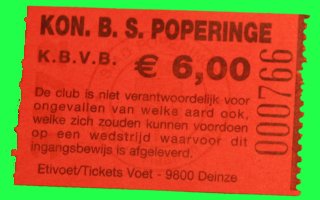 KON. B. S. POPERINGE
K.B.V.B.
€ 6,00
De club is niet verantwoordelijk voor
ongevallen van welke aard ook,
welke zich zouden kunnen voordoen
op een wedstrijd waarvoor dit
ingangsbewijs is afgeleverd.
Etivoet/Tickets Voet - 9800 Deinze
000766